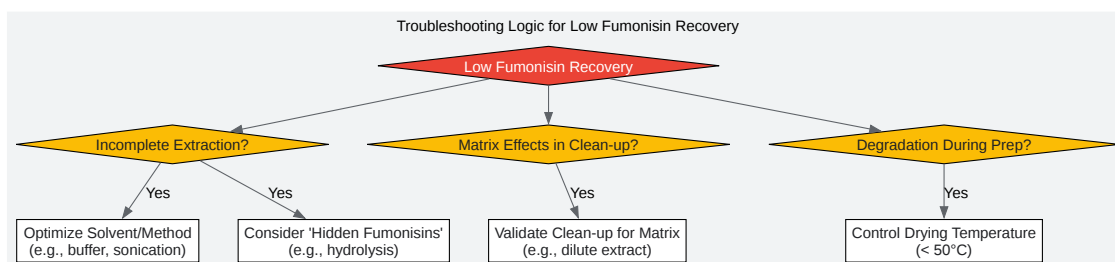 Troubleshooting Logic for Low Fumonisin Recovery
Low Fumonisin Recovery
Incomplete Extraction?
Matrix Effects in Clean-up?
Degradation During Prep?
Yes
Yes
Yes
Yes
Optimize Solvent/Method
(e.g., buffer, sonication)
Consider 'Hidden Fumonisins'
(e.g., hydrolysis)
Validate Clean-up for Matrix
(e.g., dilute extract)
Control Drying Temperature
(< 50°C)